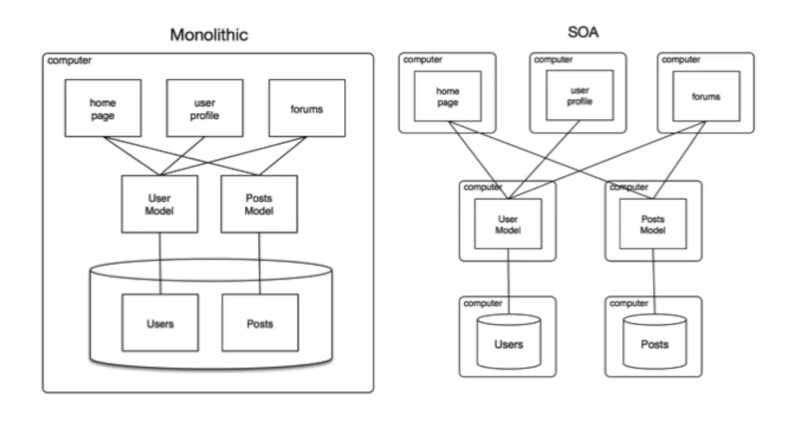 Monolithic
computer
home
page
user
profile
forums
User
Model
Posts
Model
Users
Posts
SOA
computer
home
page
computer
user
profile
computer
forums
computer
User
Model
computer
Posts
Model
computer
Users
computer
Posts